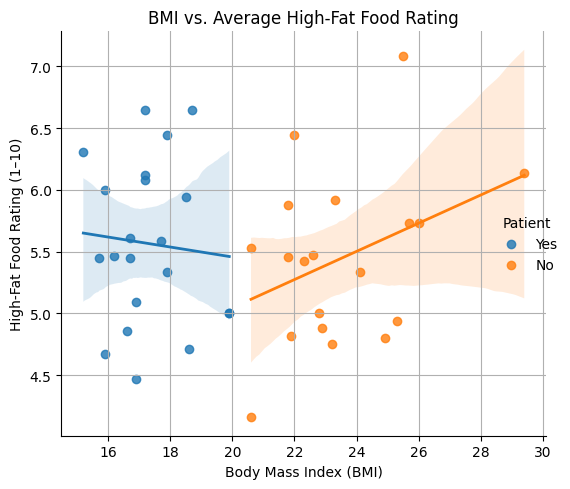 BMI vs. Average High-Fat Food Rating
High-Fat Food Rating (1–10)
7.0
6.5
6.0
5.5
5.0
4.5
Patient
Yes
No
16
18
20
22
24
26
28
30
Body Mass Index (BMI)